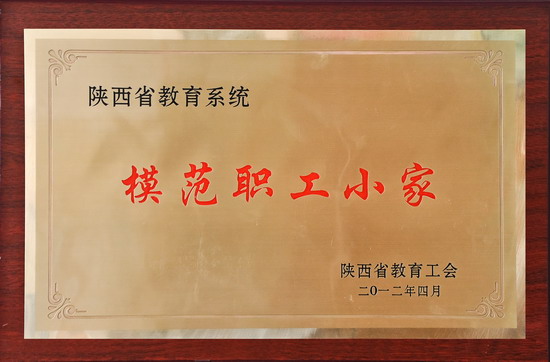 陕西省教育系统
模范职工小家
陕西省教育工会
二〇一二年四月